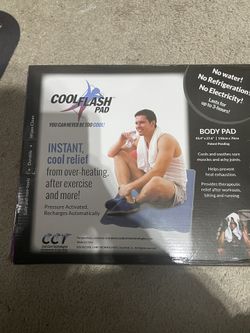 COOLFLASH
PAD
YOU CAN NEVER BE TOO COOL!
INSTANT,
cool relief
from over-heating,
after exercise
and more!
Pressure Activated,
Recharges Automatically
CCT
No water!
No Refrigeration!
No Electricity!
Lasts for
up to 3-hours!
BODY PAD
Patent Pending
Cools and soothes sore
muscles and achy joints.
Helps prevent
heat exhaustion.
Provides therapeutic
relief after workouts,
biking and running